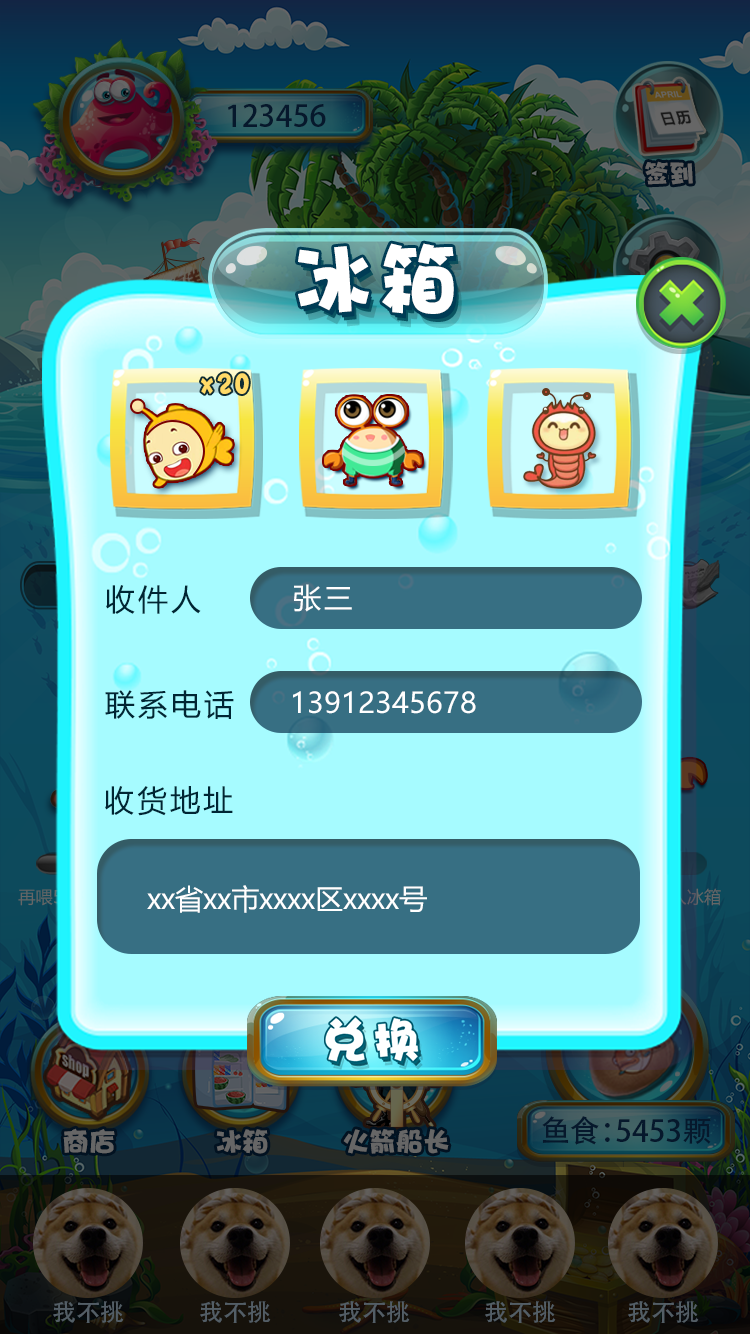 123456
APRIL
日历
签到
冰箱
x20
收件人
张三
联系电话
13912345678
收货地址
xx省xx市xxxx区xxxx号
再喂
冰箱
兑换
shop
商店
冰箱
火箭船长
鱼食:5453颗
我不挑
我不挑
我不挑
我不挑
我不挑